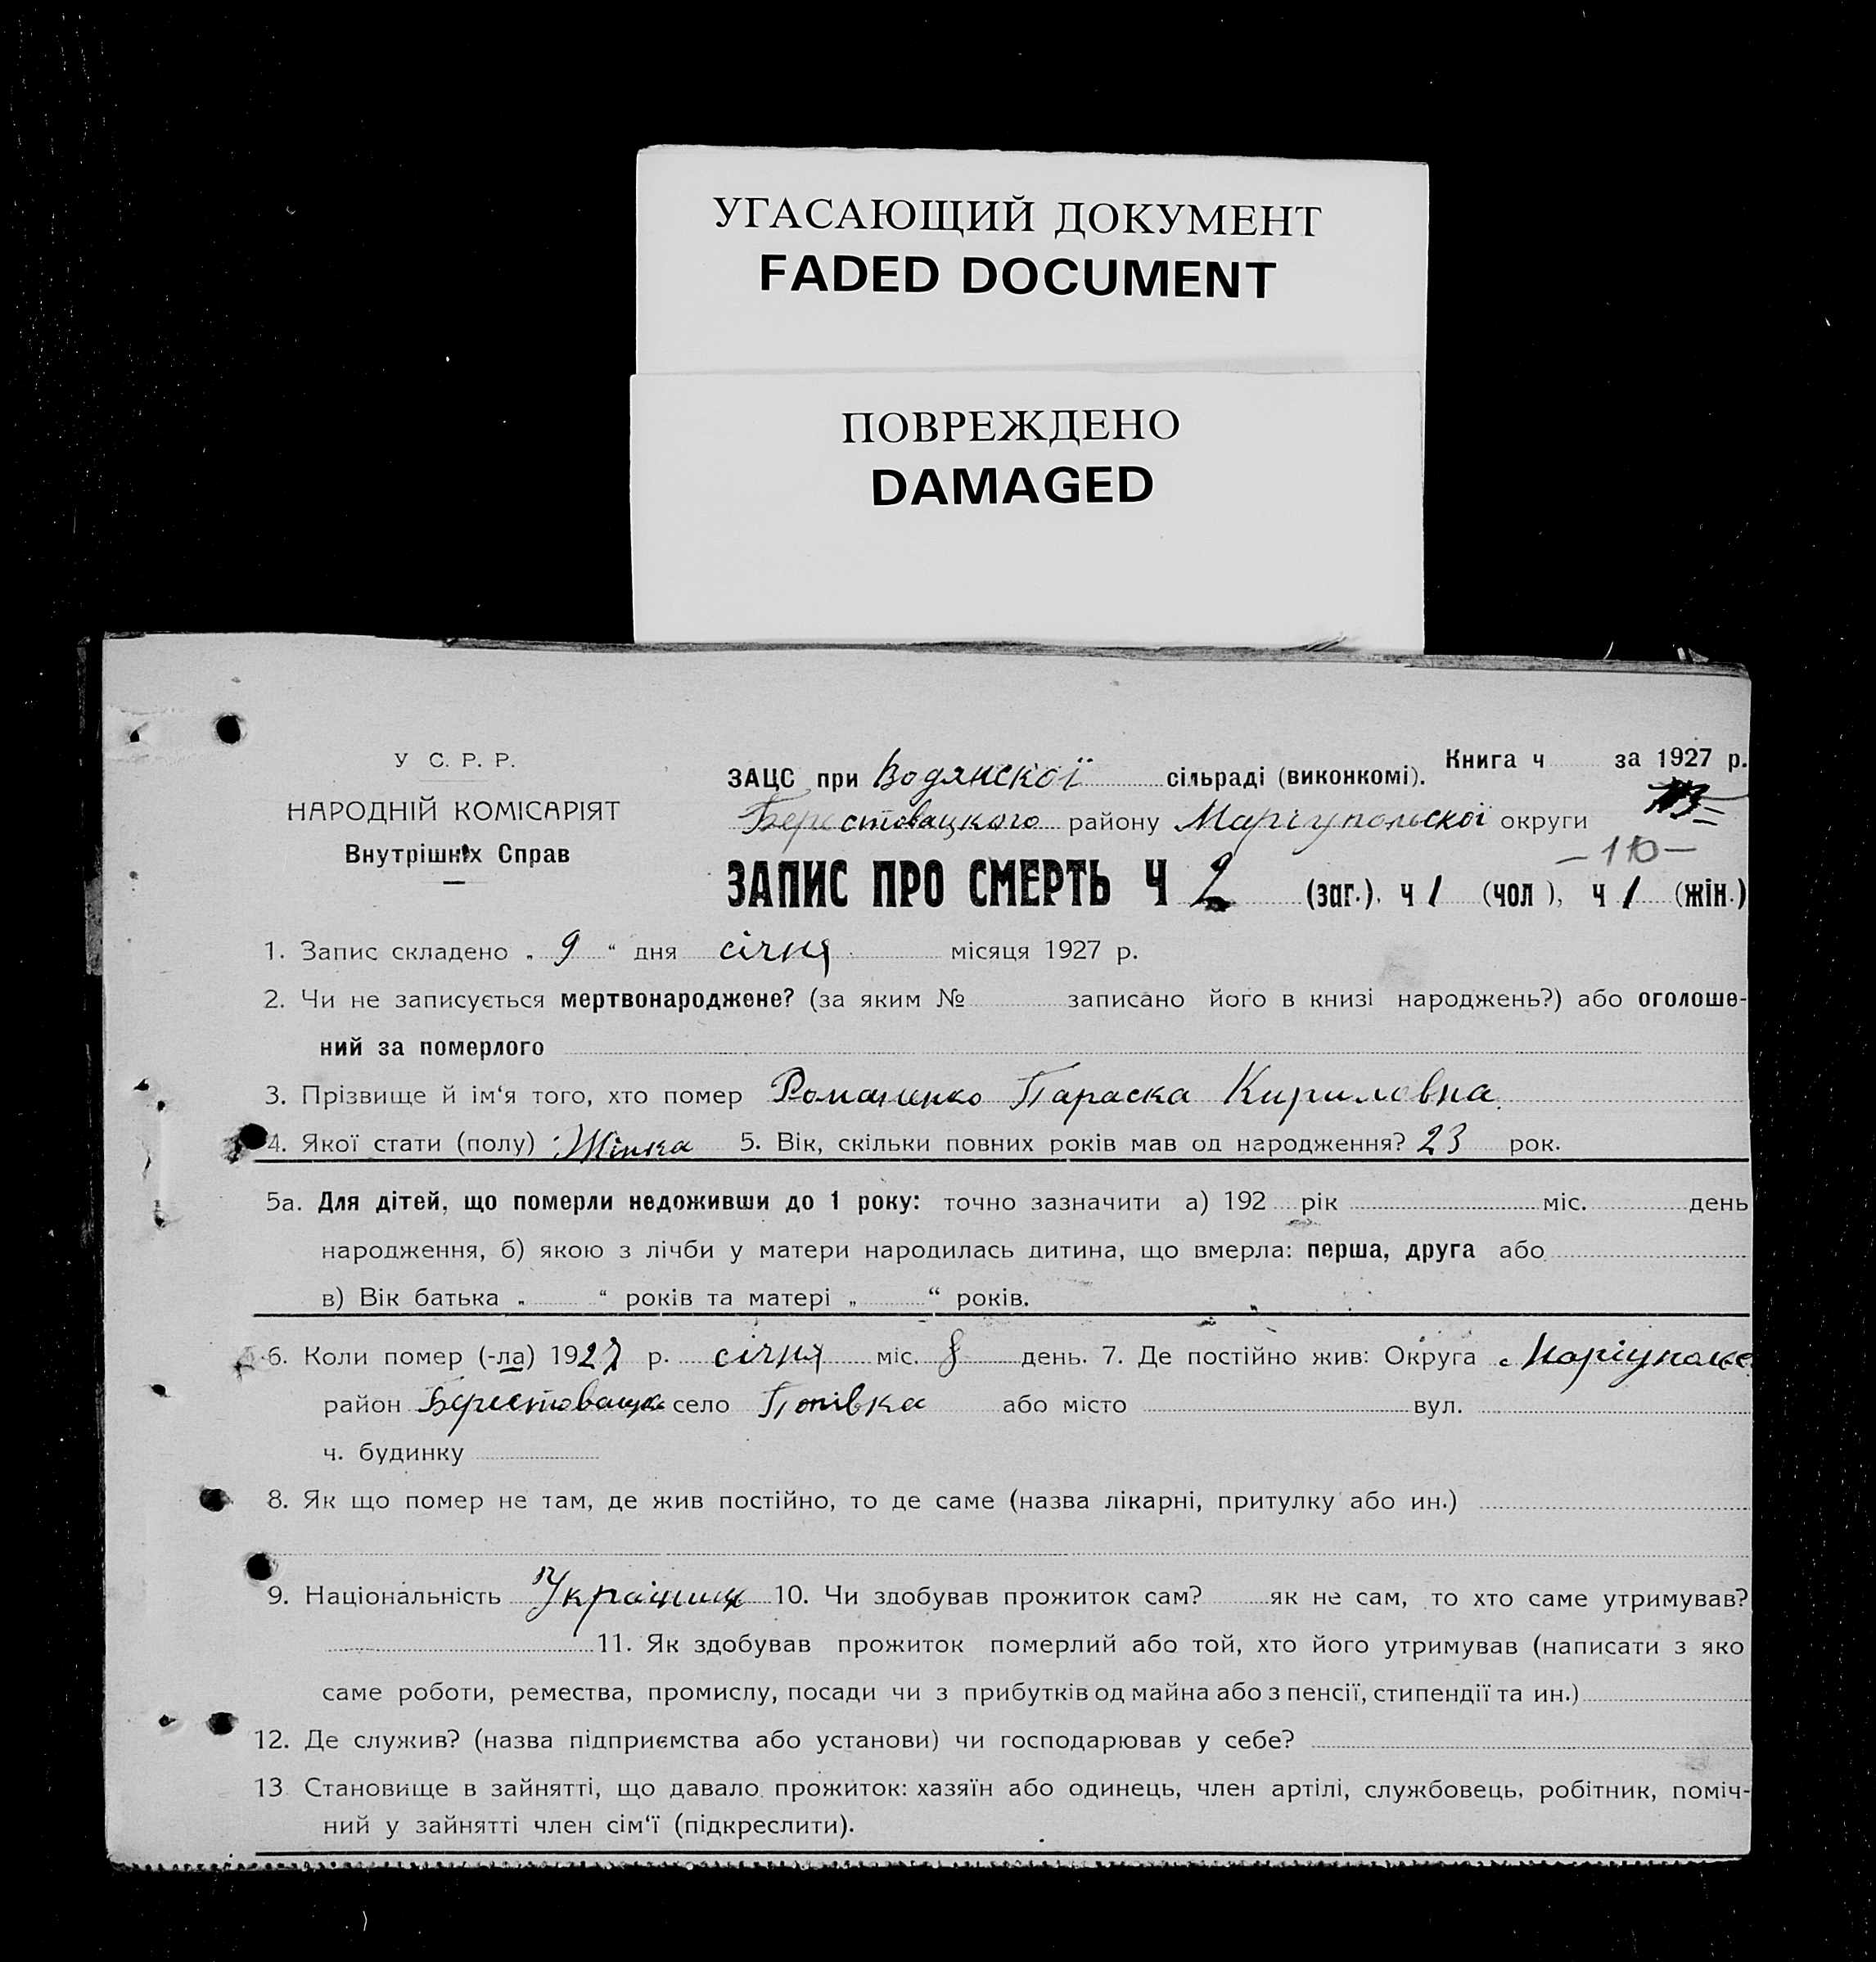 УГАСАЮЩИЙ ДОКУМЕНТ
FADED DOCUMENT
ПОВРЕЖДЕНО
DAMAGED
У С. Р. Р.
НАРОДНІЙ КОМІСАРІЯТ
Внутрішніх Справ
Книга ч за 1927 р.
ЗАЦС при Водянскої сільраді (виконкомі).
Берестовацкого району Маріупольскої округи
—110—
ЗАПИС ПРО СМЕРТЬ Ч 2 (заг.), ч 1 (чол), ч 1 (жін.)
1. Запис складено „ 9 “ дня січня місяця 1927 р.
2. Чи не записується мертвонароджене? (за яким № записано його в книзі народжень?) або оголоше-
ний за померлого
3. Прізвище й ім‘я того, хто помер Романенко Параска Кириловна
4. Якої стати (полу) Жінка 5. Вік, скільки повних років мав од народження? 23 рок.
5а. Для дітей, що померли недоживши до 1 року: точно зазначити а) 192 рік міс. день
народження, б) якою з лічби у матери народилась дитина, що вмерла: перша, друга або
в) Вік батька „ “ років та матері „ “ років.
6. Коли помер (-ла) 1927 р. січня міс. 8 день. 7. Де постійно жив: Округа Маріупольс
район Берестовацк село Попівка або місто вул.
ч. будинку
8. Як що помер не там, де жив постійно, то де саме (назва лікарні, притулку або ин.)
9. Національність 10. Чи здобував прожиток сам? як не сам, то хто саме утримував?
11. Як здобував прожиток померлий або той, хто його утримував (написати з яко
саме роботи, ремества, промислу, посади чи з прибутків од майна або з пенсії, стипендії та ин.)
12. Де служив? (назва підприємства або установи) чи господарював у себе?
13 Становище в зайнятті, що давало прожиток: хазяїн або одинець, член артілі, службовець, робітник, поміч-
ний у зайнятті член сім‘ї (підкреслити).